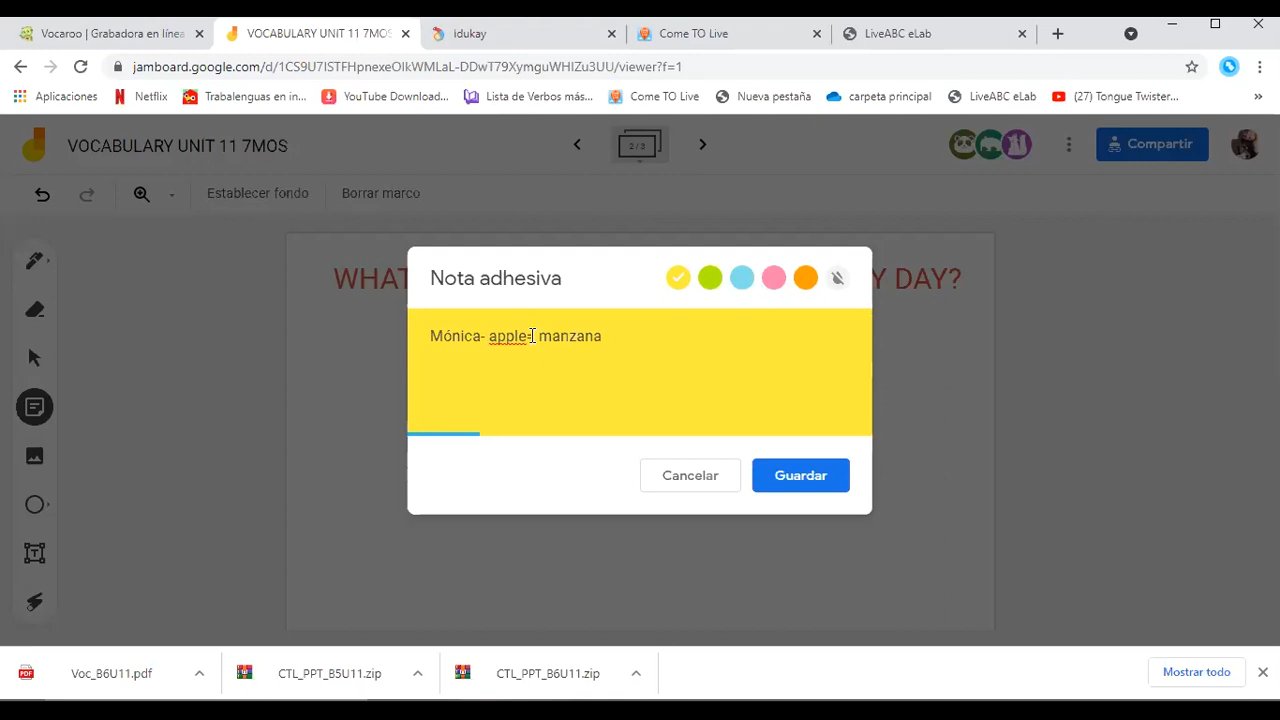 Vocaroo | Grabadora en línea
VOCABULARY UNIT 11 7MOS
idukay
Come TO Live
LiveABC eLab
jamboard.google.com/d/1CS9U7ISTFHpnexeOIkWMLaL-DDwT79XymguWHIZu3UU/viewer?f=1
Aplicaciones
Netflix
Trabalenguas en in...
YouTube Download...
Lista de Verbos más...
Come TO Live
Nueva pestaña
carpeta principal
LiveABC eLab
(27) Tongue Twister...
»
VOCABULARY UNIT 11 7MOS
2 / 3
Compartir
Establecer fondo
Borrar marco
WHAT
Y DAY?
Nota adhesiva
Mónica- apple- manzana
Cancelar
Guardar
Voc_B6U11.pdf
CTL_PPT_B5U11.zip
CTL_PPT_B6U11.zip
Mostrar todo